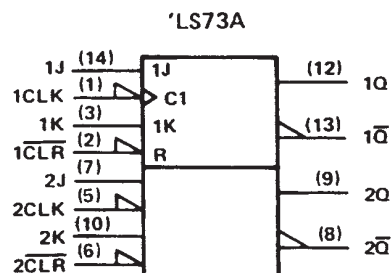 'LS73A
1J (14) 1J (12) 1Q
1CLK (1) C1
1K (3) 1K (13) 1Q̅
1C̅L̅R̅ (2) R
2J (7) (9) 2Q
2CLK (5)
2K (10) (8) 2Q̅
2C̅L̅R̅ (6)